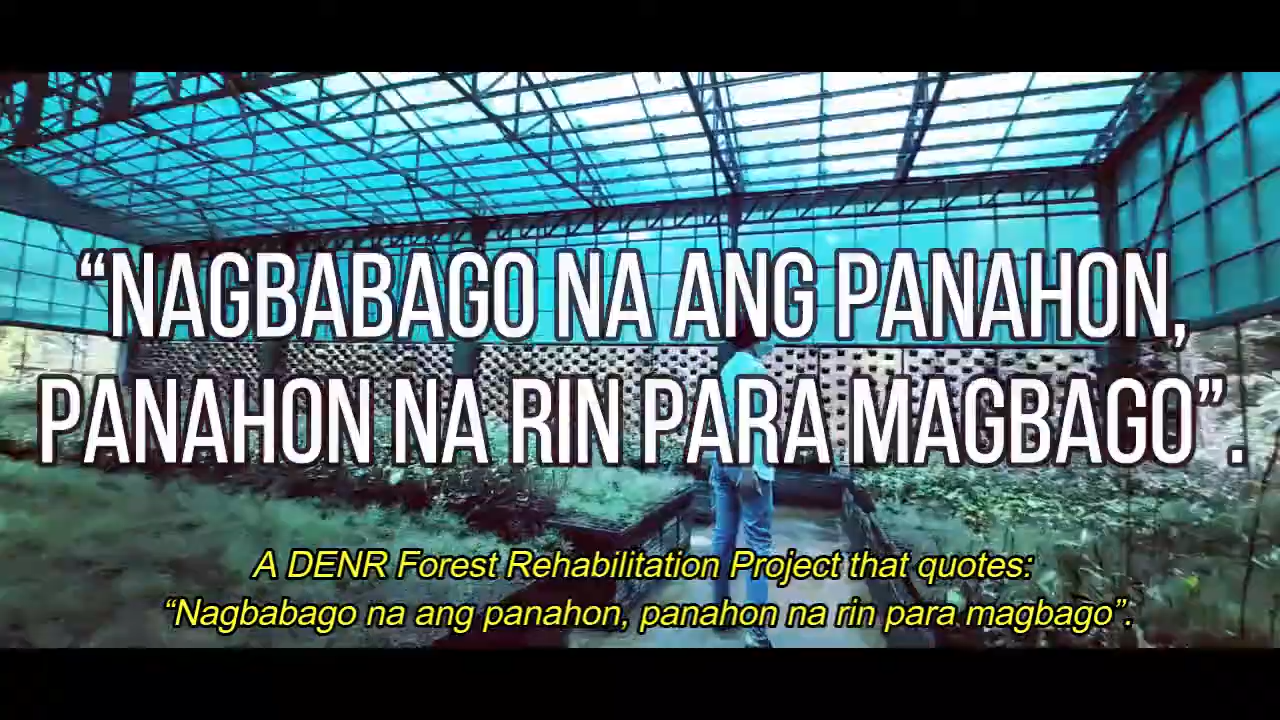 “NAGBABAGO NA ANG PANAHON,
PANAHON NA RIN PARA MAGBAGO”.
A DENR Forest Rehabilitation Project that quotes:
“Nagbabago na ang panahon, panahon na rin para magbago”.